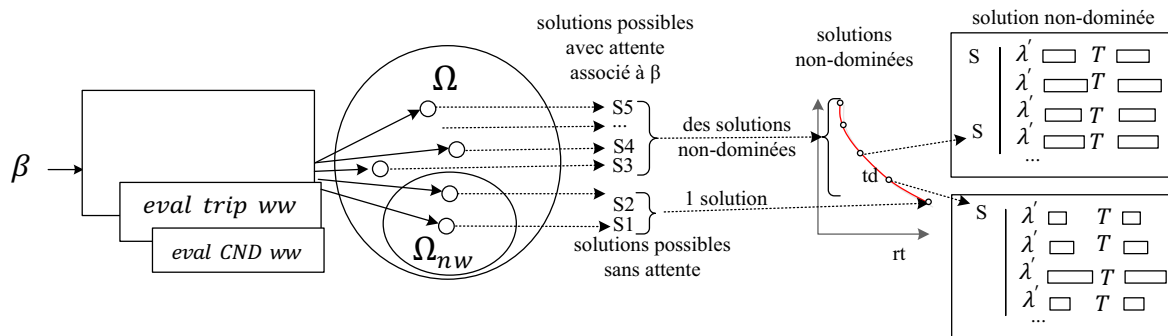 β
eval trip ww
eval CND ww
Ω
Ω_nw
solutions possibles
avec attente
associé à β
S5
...
S4
S3
S2
S1
solutions possibles
sans attente
des solutions
non-dominées
1 solution
solutions
non-dominées
td
rt
solution non-dominée
S
λ' T
λ' T
λ' T
S
λ' T
...
S
λ' T
λ' T
λ' T
λ' T
...